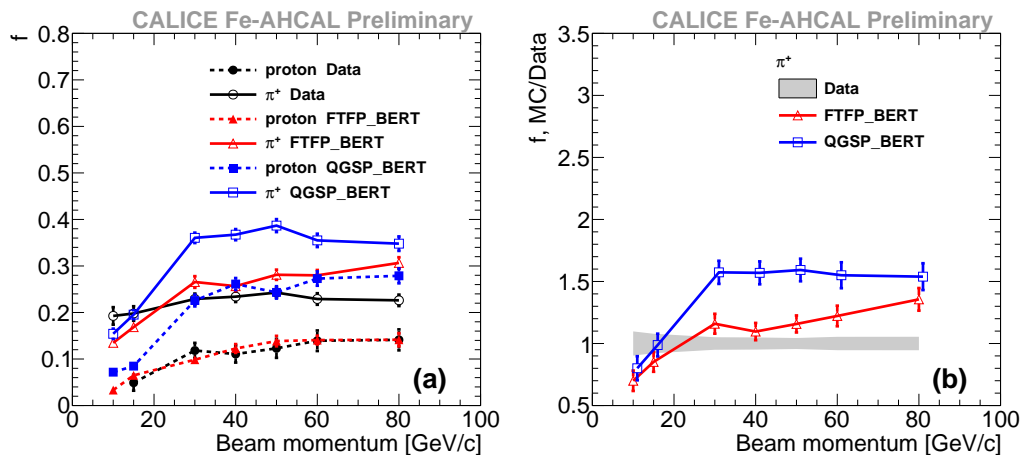 CALICE Fe-AHCAL Preliminary
f
0.8
0.7
0.6
0.5
0.4
0.3
0.2
0.1
0
proton Data
π+ Data
proton FTFP_BERT
π+ FTFP_BERT
proton QGSP_BERT
π+ QGSP_BERT
(a)
0 20 40 60 80 100
Beam momentum [GeV/c]
CALICE Fe-AHCAL Preliminary
f, MC/Data
3.5
3
2.5
2
1.5
1
0.5
π+
Data
FTFP_BERT
QGSP_BERT
(b)
0 20 40 60 80 100
Beam momentum [GeV/c]